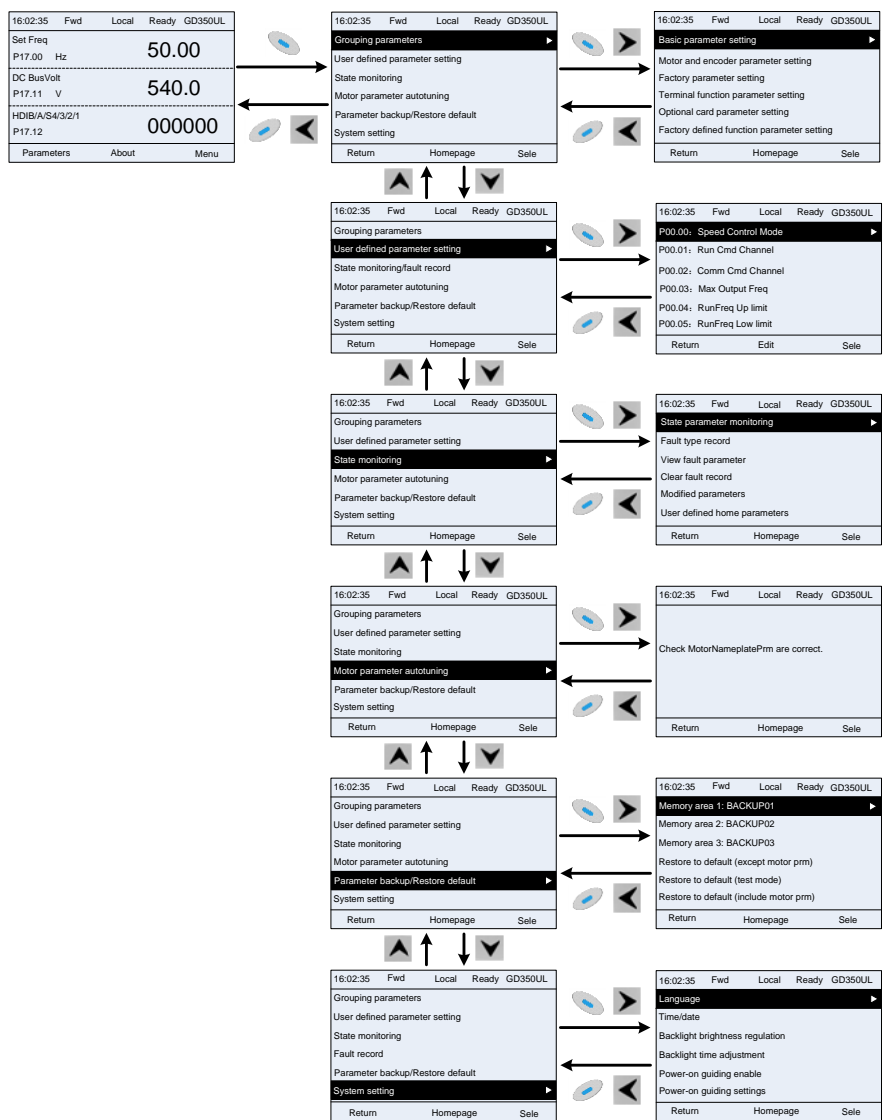 16:02:35 Fwd Local Ready GD350UL
Set Freq
P17.00 Hz 50.00
DC BusVolt
P17.11 V 540.0
HDIB/A/S4/3/2/1
P17.12 000000
Parameters About Menu
16:02:35 Fwd Local Ready GD350UL
Grouping parameters
User defined parameter setting
State monitoring
Motor parameter autotuning
Parameter backup/Restore default
System setting
Return Homepage Sele
16:02:35 Fwd Local Ready GD350UL
Basic parameter setting
Motor and encoder parameter setting
Factory parameter setting
Terminal function parameter setting
Optional card parameter setting
Factory defined function parameter setting
Return Homepage Sele
16:02:35 Fwd Local Ready GD350UL
Grouping parameters
User defined parameter setting
State monitoring/fault record
Motor parameter autotuning
Parameter backup/Restore default
System setting
Return Homepage Sele
16:02:35 Fwd Local Ready GD350UL
P00.00: Speed Control Mode
P00.01: Run Cmd Channel
P00.02: Comm Cmd Channel
P00.03: Max Output Freq
P00.04: RunFreq Up limit
P00.05: RunFreq Low limit
Return Edit Sele
16:02:35 Fwd Local Ready GD350UL
Grouping parameters
User defined parameter setting
State monitoring
Motor parameter autotuning
Parameter backup/Restore default
System setting
Return Homepage Sele
16:02:35 Fwd Local Ready GD350UL
State parameter monitoring
Fault type record
View fault parameter
Clear fault record
Modified parameters
User defined home parameters
Return Homepage Sele
16:02:35 Fwd Local Ready GD350UL
Grouping parameters
User defined parameter setting
State monitoring
Motor parameter autotuning
Parameter backup/Restore default
System setting
Return Homepage Sele
16:02:35 Fwd Local Ready GD350UL
Check MotorNameplatePrm are correct.
Return Homepage Sele
16:02:35 Fwd Local Ready GD350UL
Grouping parameters
User defined parameter setting
State monitoring
Motor parameter autotuning
Parameter backup/Restore default
System setting
Return Homepage Sele
16:02:35 Fwd Local Ready GD350UL
Memory area 1: BACKUP01
Memory area 2: BACKUP02
Memory area 3: BACKUP03
Restore to default (except motor prm)
Restore to default (test mode)
Restore to default (include motor prm)
Return Homepage Sele
16:02:35 Fwd Local Ready GD350UL
Grouping parameters
User defined parameter setting
State monitoring
Fault record
Parameter backup/Restore default
System setting
Return Homepage Sele
16:02:35 Fwd Local Ready GD350UL
Language
Time/date
Backlight brightness regulation
Backlight time adjustment
Power-on guiding enable
Power-on guiding settings
Return Homepage Sele